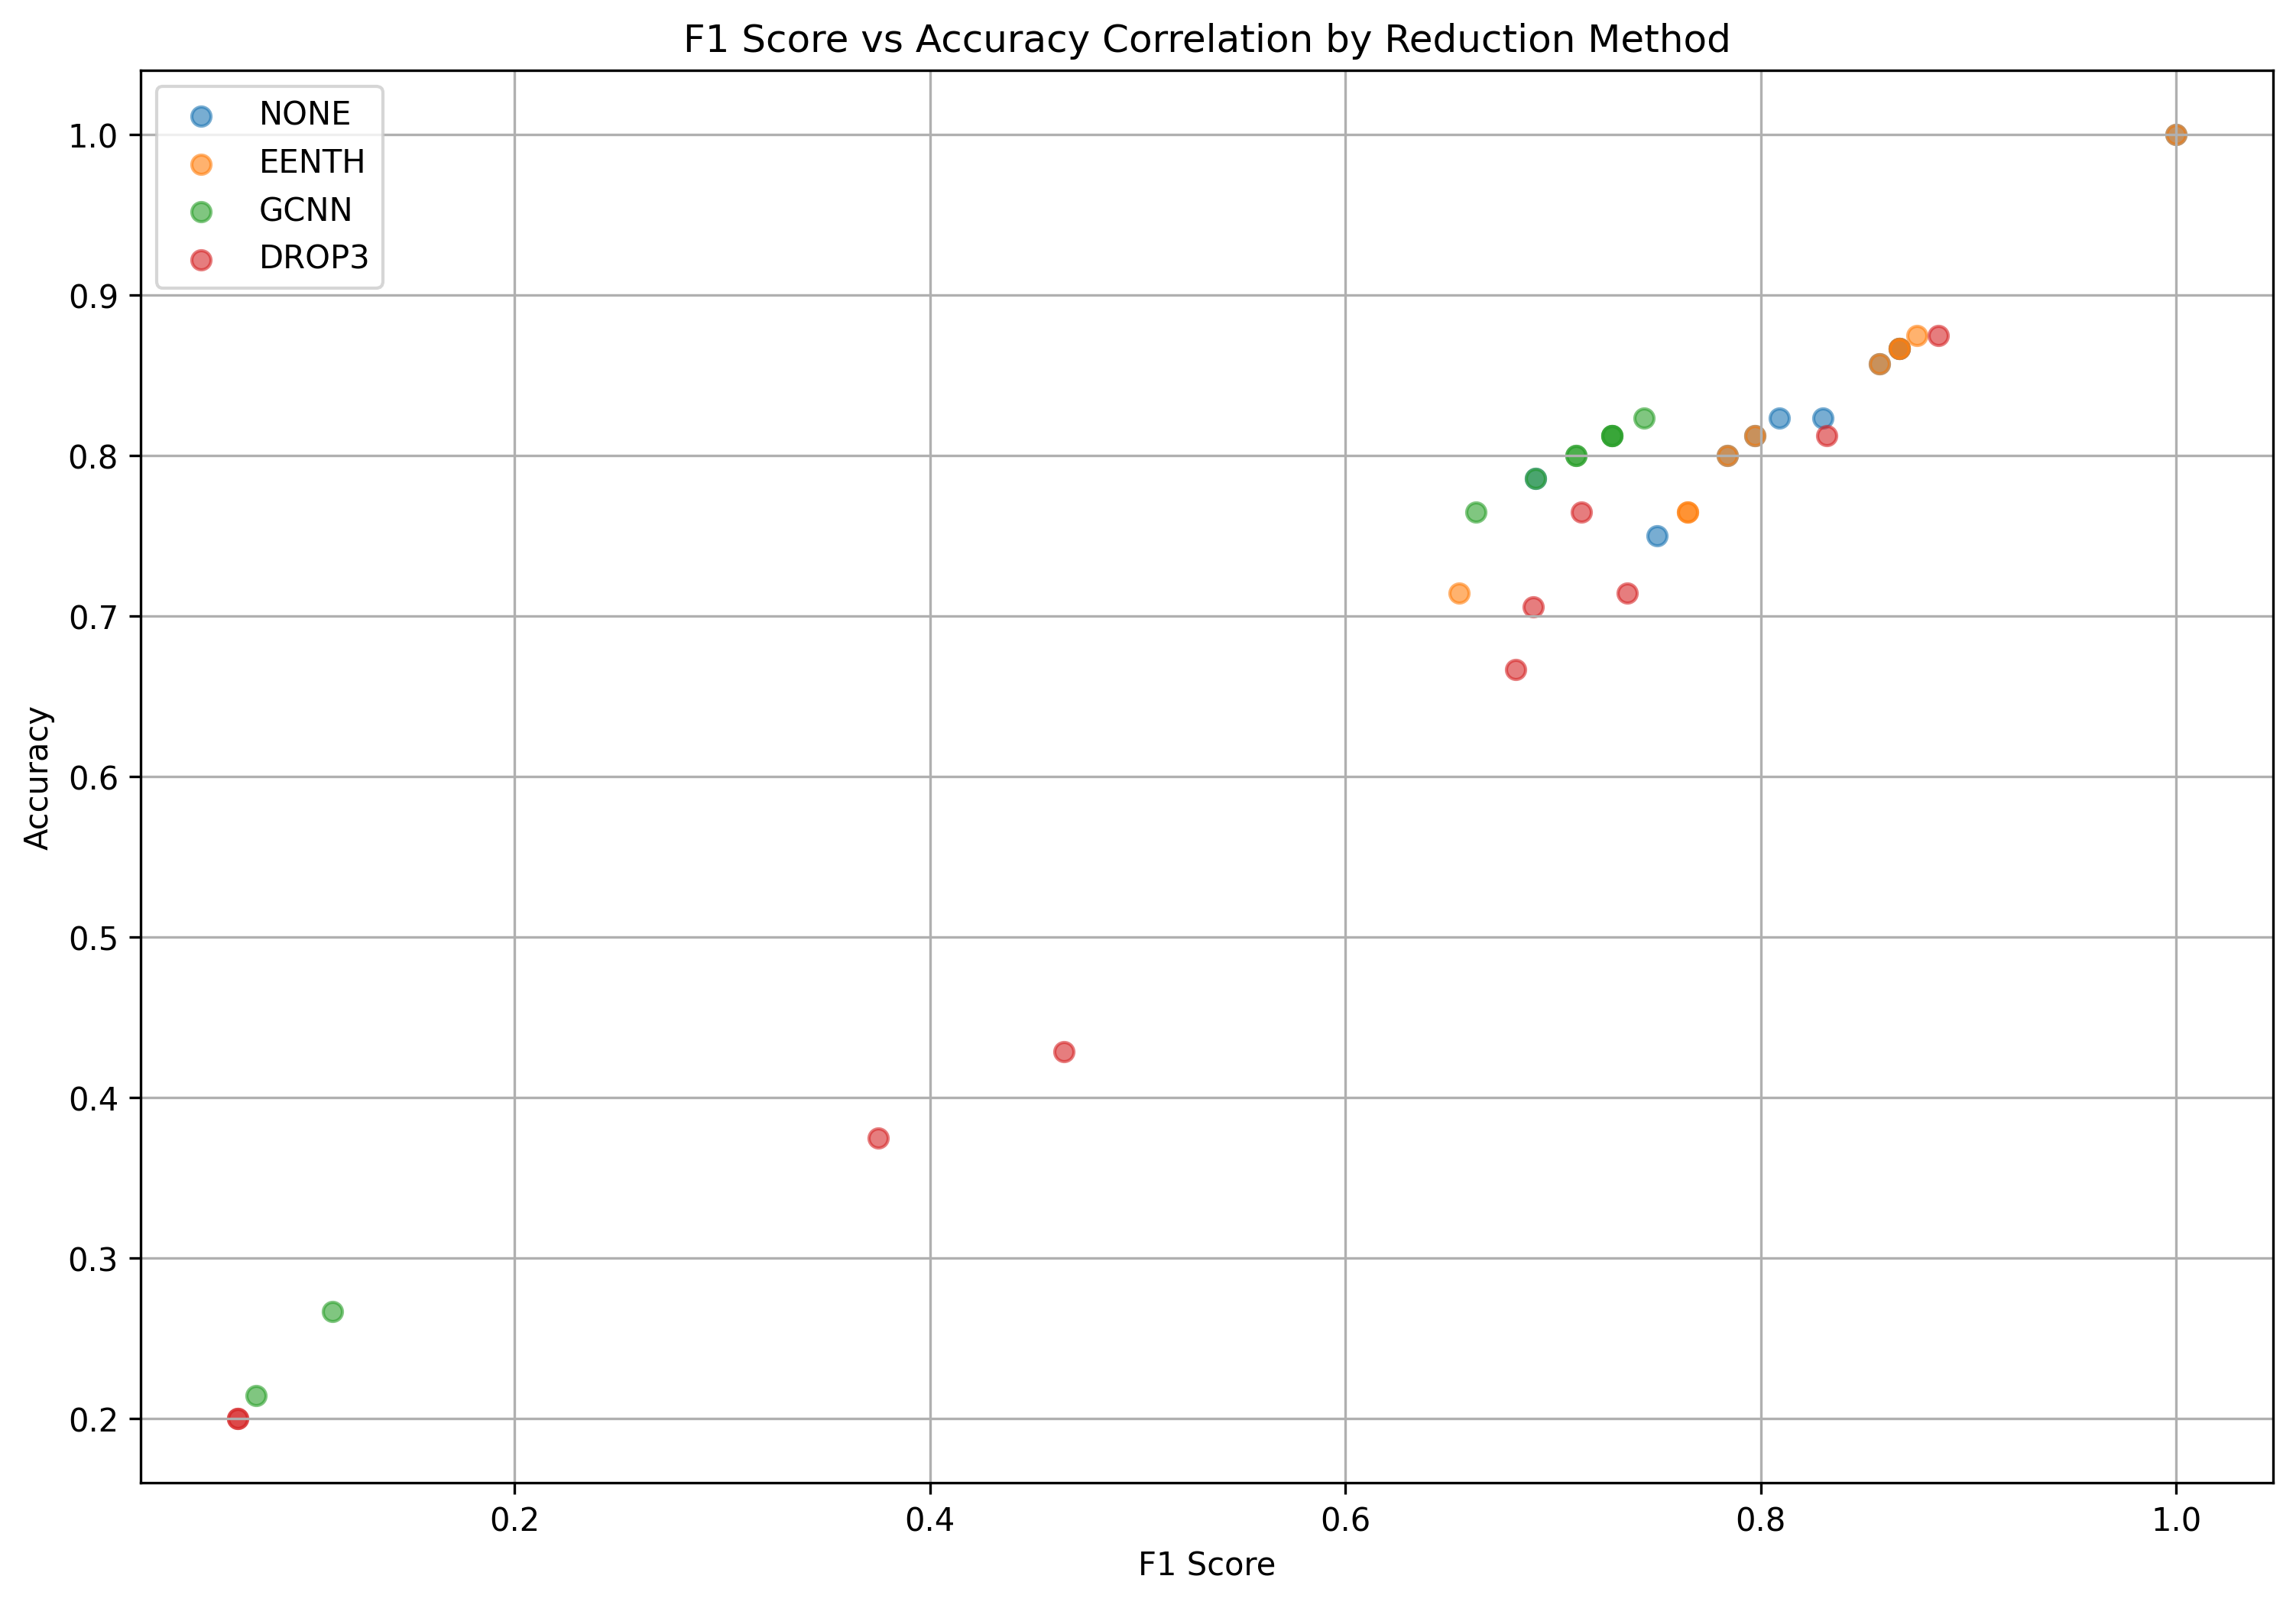 F1 Score vs Accuracy Correlation by Reduction Method
NONE
EENTH
GCNN
DROP3
1.0
0.9
0.8
0.7
0.6
0.5
0.4
0.3
0.2
Accuracy
0.2 0.4 0.6 0.8 1.0
F1 Score